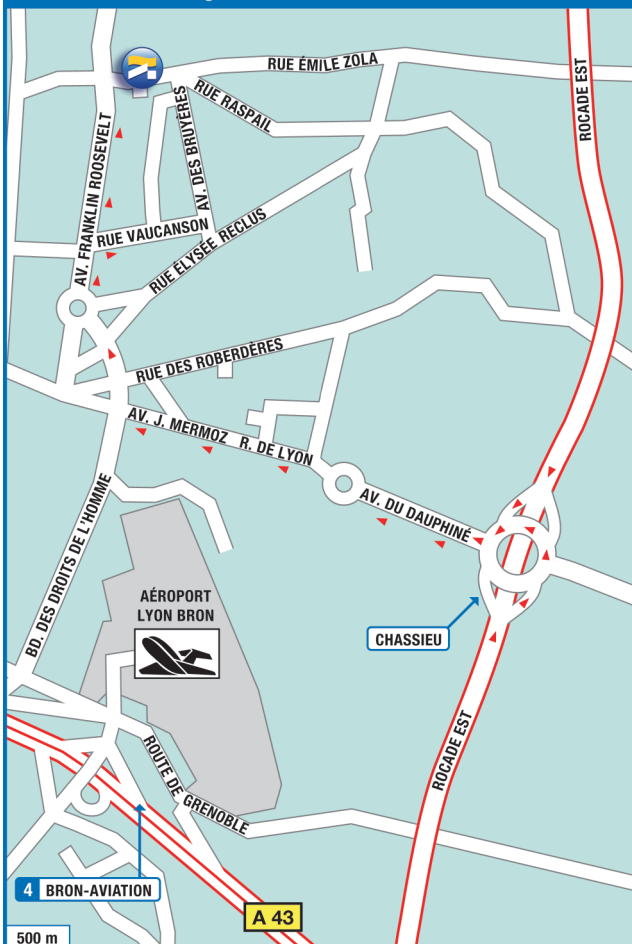 RUE ÉMILE ZOLA
RUE RASPAIL
ROCADE EST
AV. FRANKLIN ROOSEVELT
AV. DES BRUYÈRES
RUE VAUCANSON
RUE ÉLYSÉE RECLUS
RUE DES ROBERDÈRES
AV. J. MERMOZ
R. DE LYON
AV. DU DAUPHINÉ
BD. DES DROITS DE L'HOMME
AÉROPORT
LYON BRON
CHASSIEU
ROCADE EST
ROUTE DE GRENOBLE
4 BRON-AVIATION
A 43
500 m